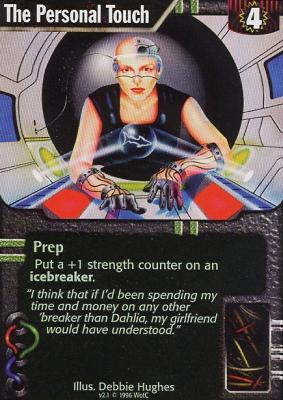 The Personal Touch
4
Prep
Put a +1 strength counter on an
icebreaker.
"I think that if I'd been spending my
time and money on any other
'breaker than Dahlia, my girlfriend
would have understood."
Illus. Debbie Hughes
v2.1 © 1996 WotC